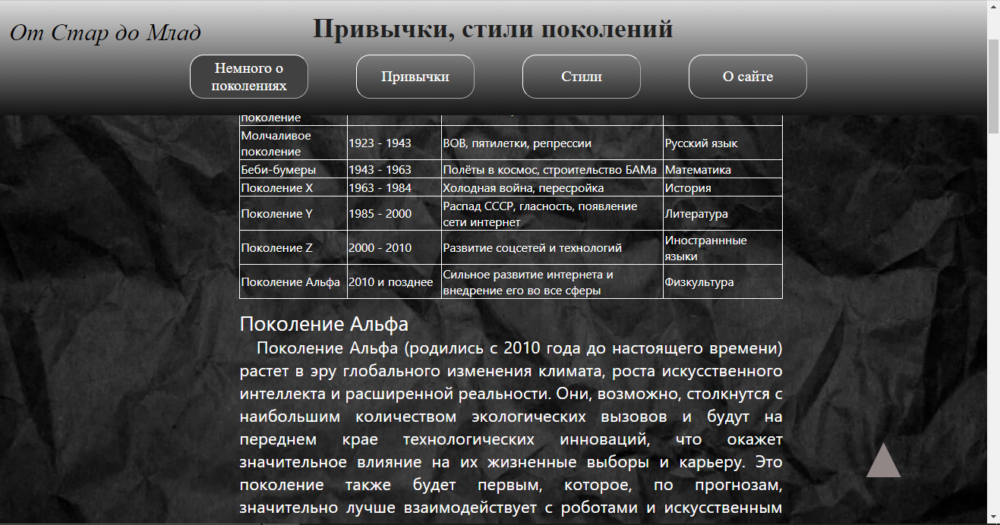 От Стар до Млад
Привычки, стили поколений
Немного о
поколениях
Привычки
Стили
О сайте
поколение
Молчаливое
поколение
1923 - 1943
ВОВ, пятилетки, репрессии
Русский язык
Беби-бумеры
1943 - 1963
Полёты в космос, строительство БАМа
Математика
Поколение X
1963 - 1984
Холодная война, пересройка
История
Поколение Y
1985 - 2000
Распад СССР, гласность, появление
сети интернет
Литература
Поколение Z
2000 - 2010
Развитие соцсетей и технологий
Иностраннные
языки
Поколение Альфа
2010 и позднее
Сильное развитие интернета и
внедрение его во все сферы
Физкультура
Поколение Альфа
Поколение Альфа (родились с 2010 года до настоящего времени)
растет в эру глобального изменения климата, роста искусственного
интеллекта и расширенной реальности. Они, возможно, столкнутся с
наибольшим количеством экологических вызовов и будут на
переднем крае технологических инноваций, что окажет
значительное влияние на их жизненные выборы и карьеру. Это
поколение также будет первым, которое, по прогнозам,
значительно лучше взаимодействует с роботами и искусственным